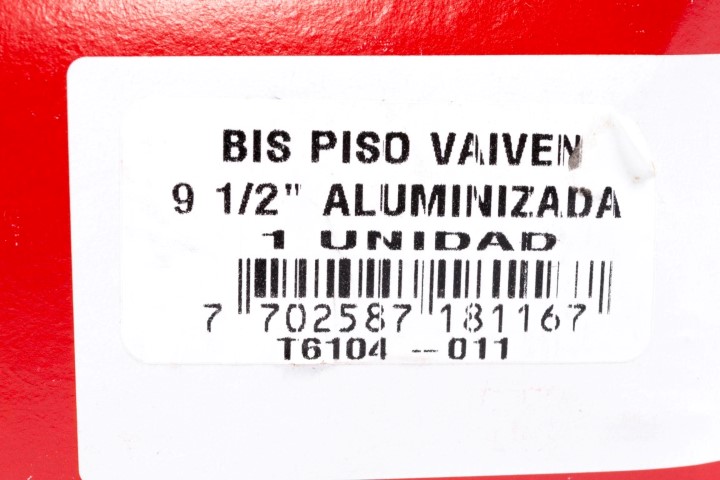 BIS PISO VAIVEN
9 1/2" ALUMINIZADA
1 UNIDAD
7 702587 181167
T6104 -011